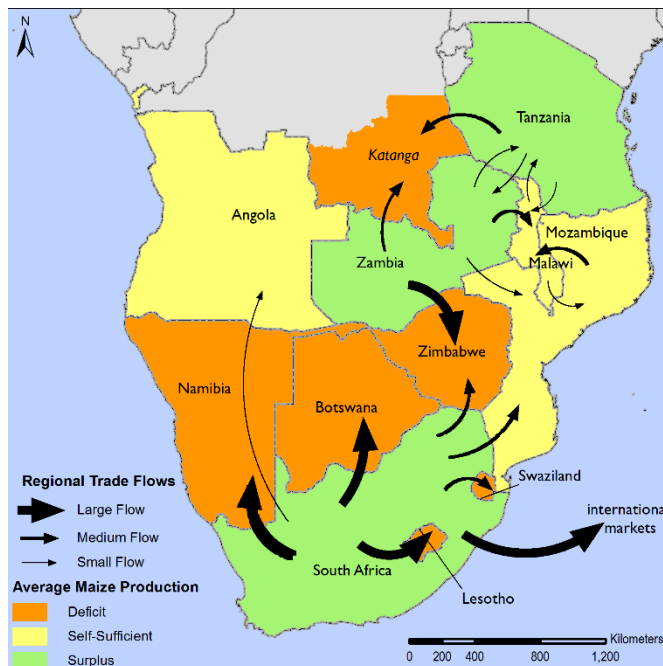 N
Tanzania
Katanga
Angola
Mozambique
Malawi
Zambia
Zimbabwe
Namibia
Botswana
Regional Trade Flows
Large Flow
Medium Flow
Small Flow
Swaziland
international
markets
South Africa
Lesotho
Average Maize Production
Deficit
Self-Sufficient
Surplus
Kilometers
0 200 400 800 1,200